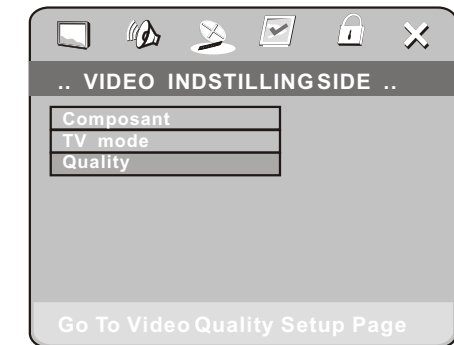 .. VIDEO INDSTILLINGSIDE ..
Composant
TV mode
Quality
Go To Video Quality Setup Page